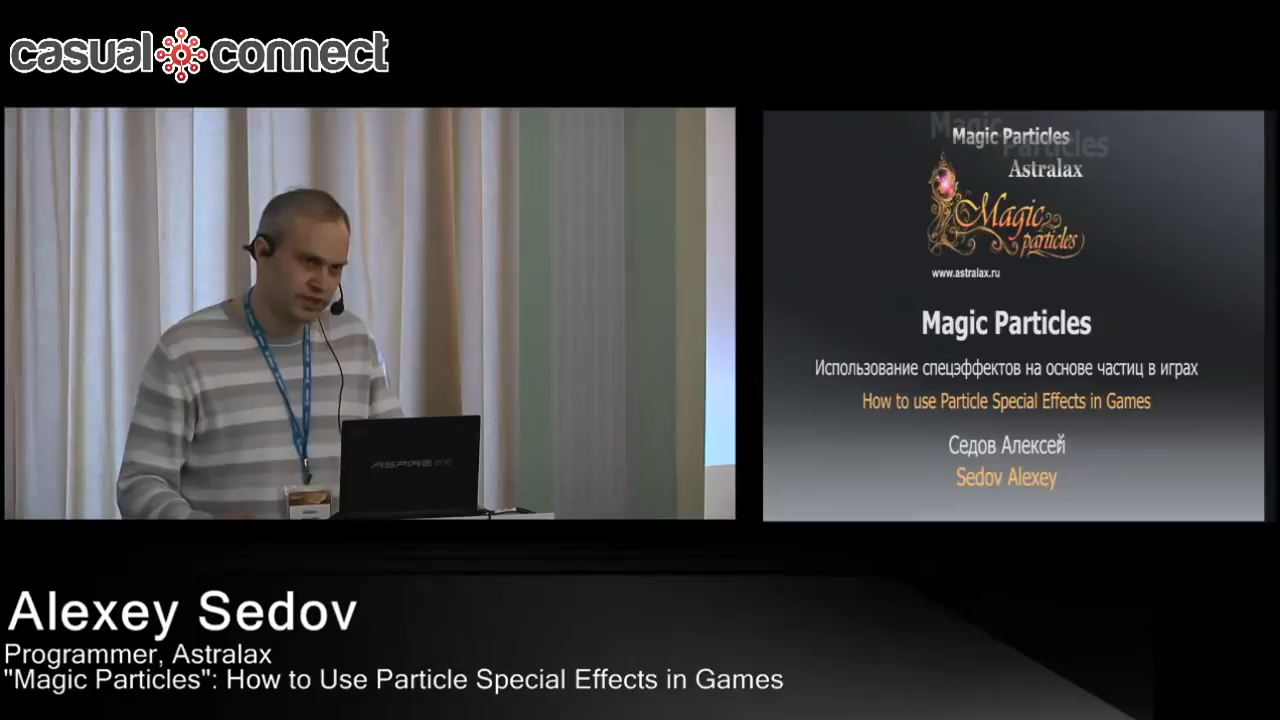 casual connect
Magic Particles
Astralax
Magic
particles
www.astralax.ru
Magic Particles
Использование спецэффектов на основе частиц в играх
How to use Particle Special Effects in Games
Седов Алексей
Sedov Alexey
ASPIRE one
Alexey Sedov
Programmer, Astralax
"Magic Particles": How to Use Particle Special Effects in Games